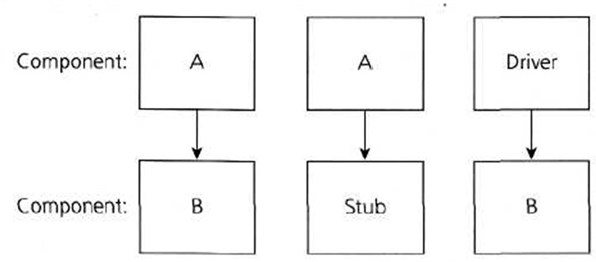 Component: A A Driver
Component: B Stub B